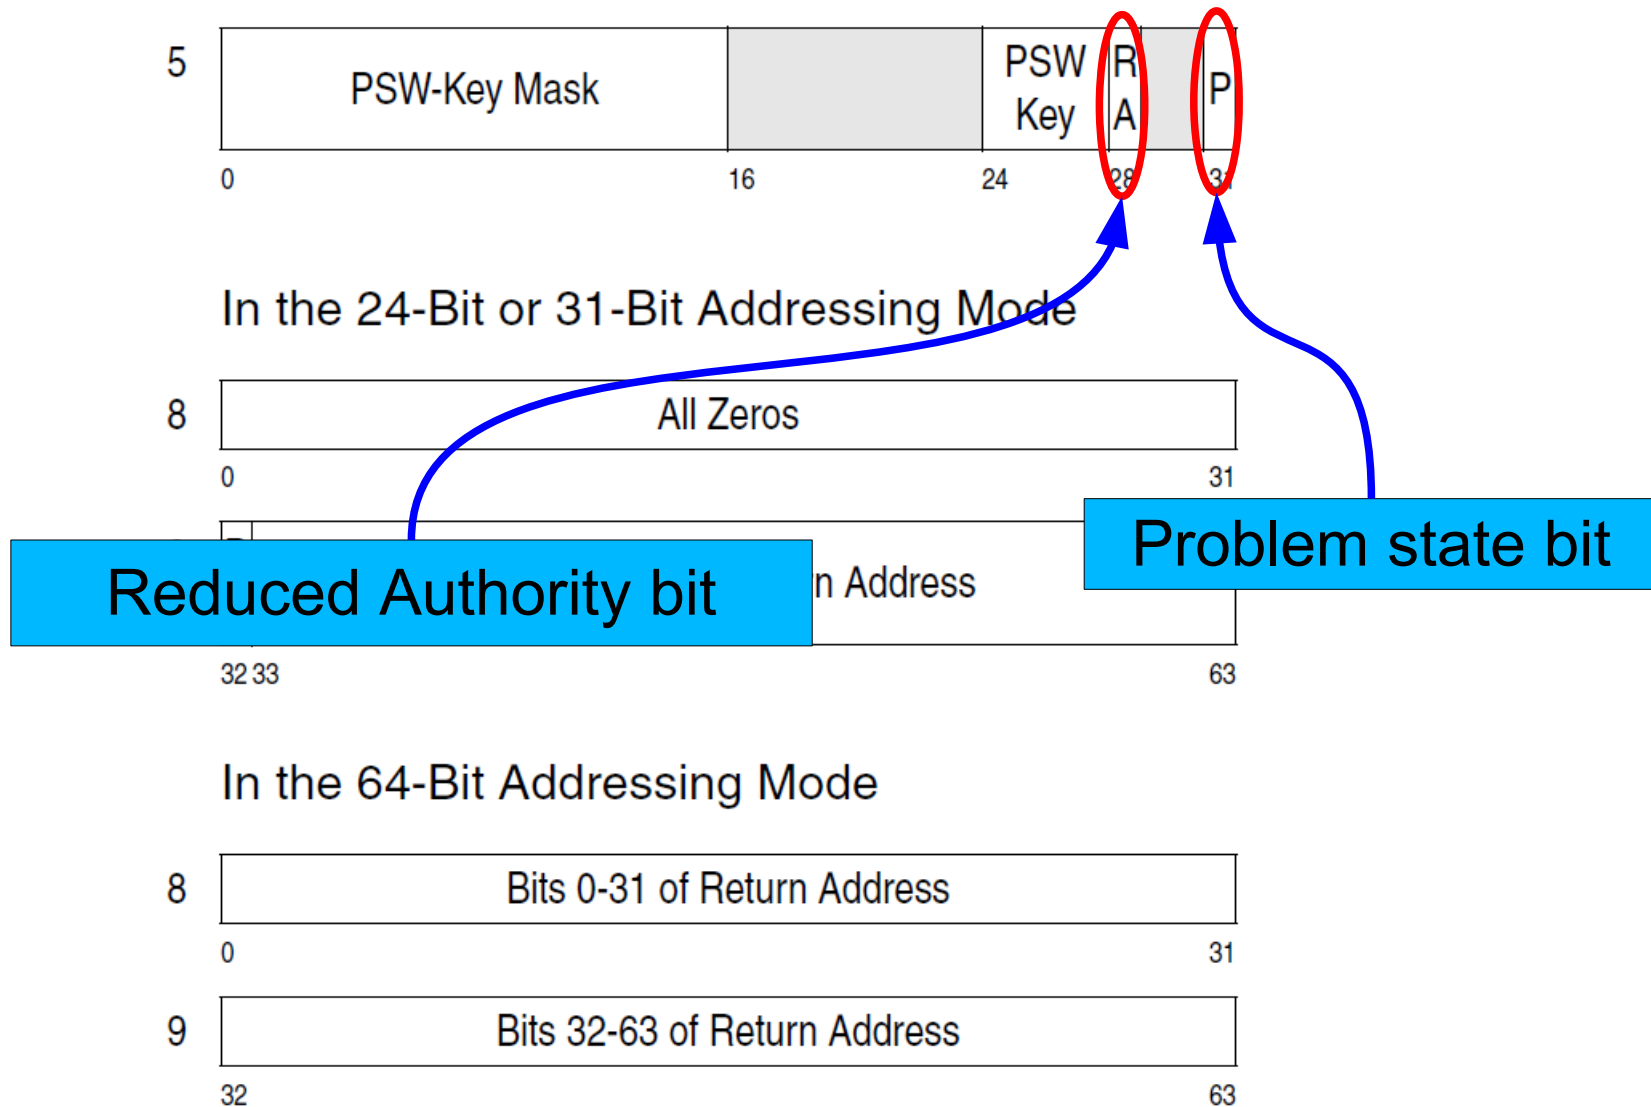 5
PSW-Key Mask
PSW
Key
R
A
P
0 16 24 28 31
In the 24-Bit or 31-Bit Addressing Mode
8
All Zeros
0 31
n Address
Reduced Authority bit
Problem state bit
32 33 63
In the 64-Bit Addressing Mode
8
Bits 0-31 of Return Address
0 31
9
Bits 32-63 of Return Address
32 63